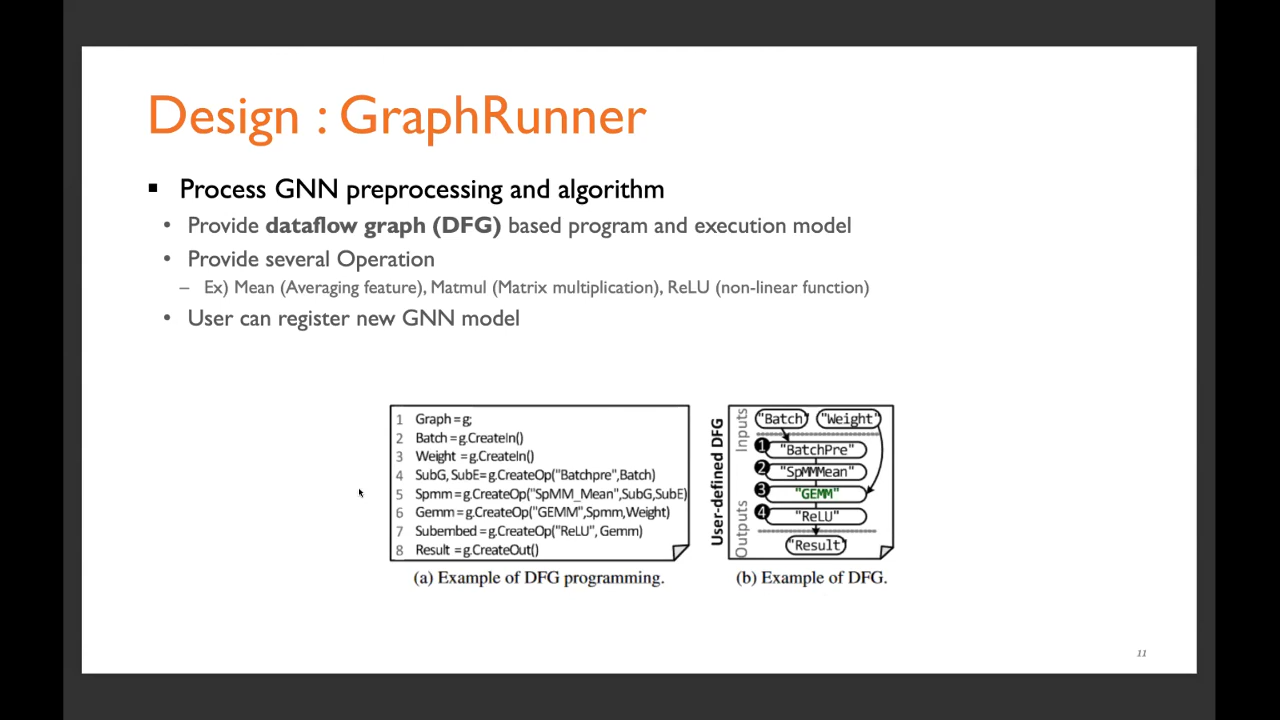 Design : GraphRunner
▪ Process GNN preprocessing and algorithm
• Provide dataflow graph (DFG) based program and execution model
• Provide several Operation
– Ex) Mean (Averaging feature), Matmul (Matrix multiplication), ReLU (non-linear function)
• User can register new GNN model
1 Graph = g;
2 Batch = g.CreateIn()
3 Weight = g.CreateIn()
4 SubG, SubE= g.CreateOp("Batchpre",Batch)
5 Spmm = g.CreateOp("SpMM_Mean",SubG,SubE)
6 Gemm = g.CreateOp("GEMM",Spmm,Weight)
7 Subembed = g.CreateOp("ReLU", Gemm)
8 Result = g.CreateOut()
(a) Example of DFG programming.
User-defined DFG
Inputs
Outputs
"Batch" "Weight"
1 "BatchPre"
2 "SpMMMean"
3 "GEMM"
4 "ReLU"
"Result"
(b) Example of DFG.
11